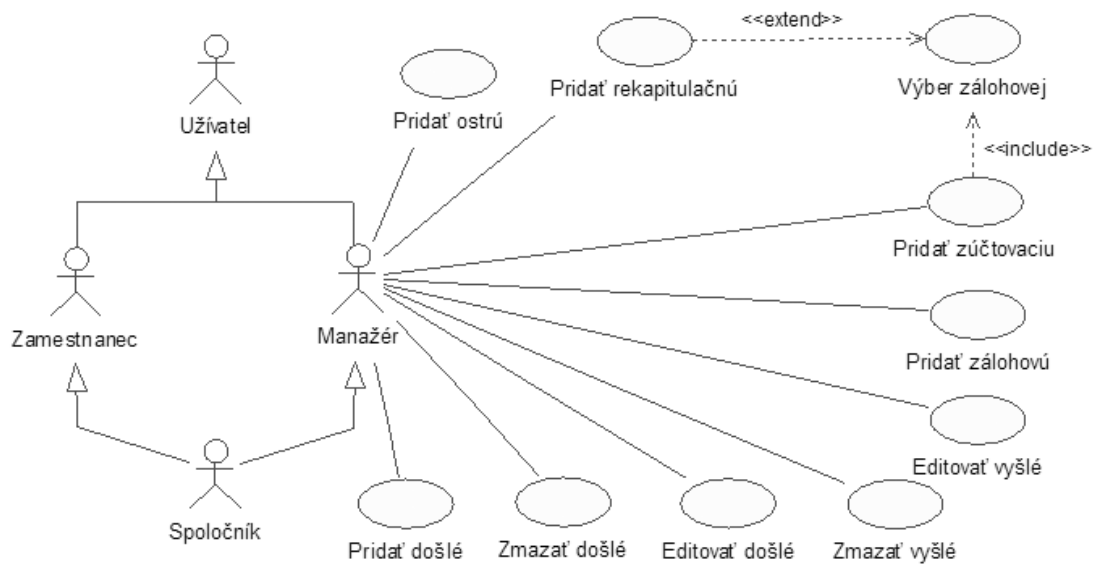 <<extend>>
Pridať rekapitulačnú
Výber zálohovej
Pridať ostrú
Užívatel
<<include>>
Pridať zúčtovaciu
Zamestnanec
Manažér
Pridať zálohovú
Editovať vyšlé
Spoločník
Pridať došlé
Zmazať došlé
Editovať došlé
Zmazať vyšlé